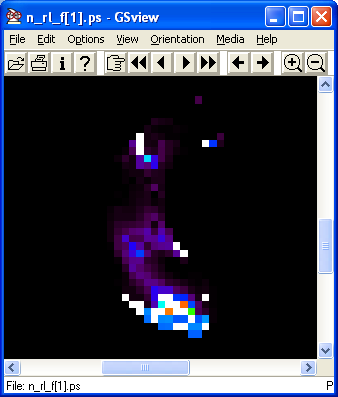 n_rl_f[1].ps - GSview
File Edit Options View Orientation Media Help
i ?
File: n_rl_f[1].ps P